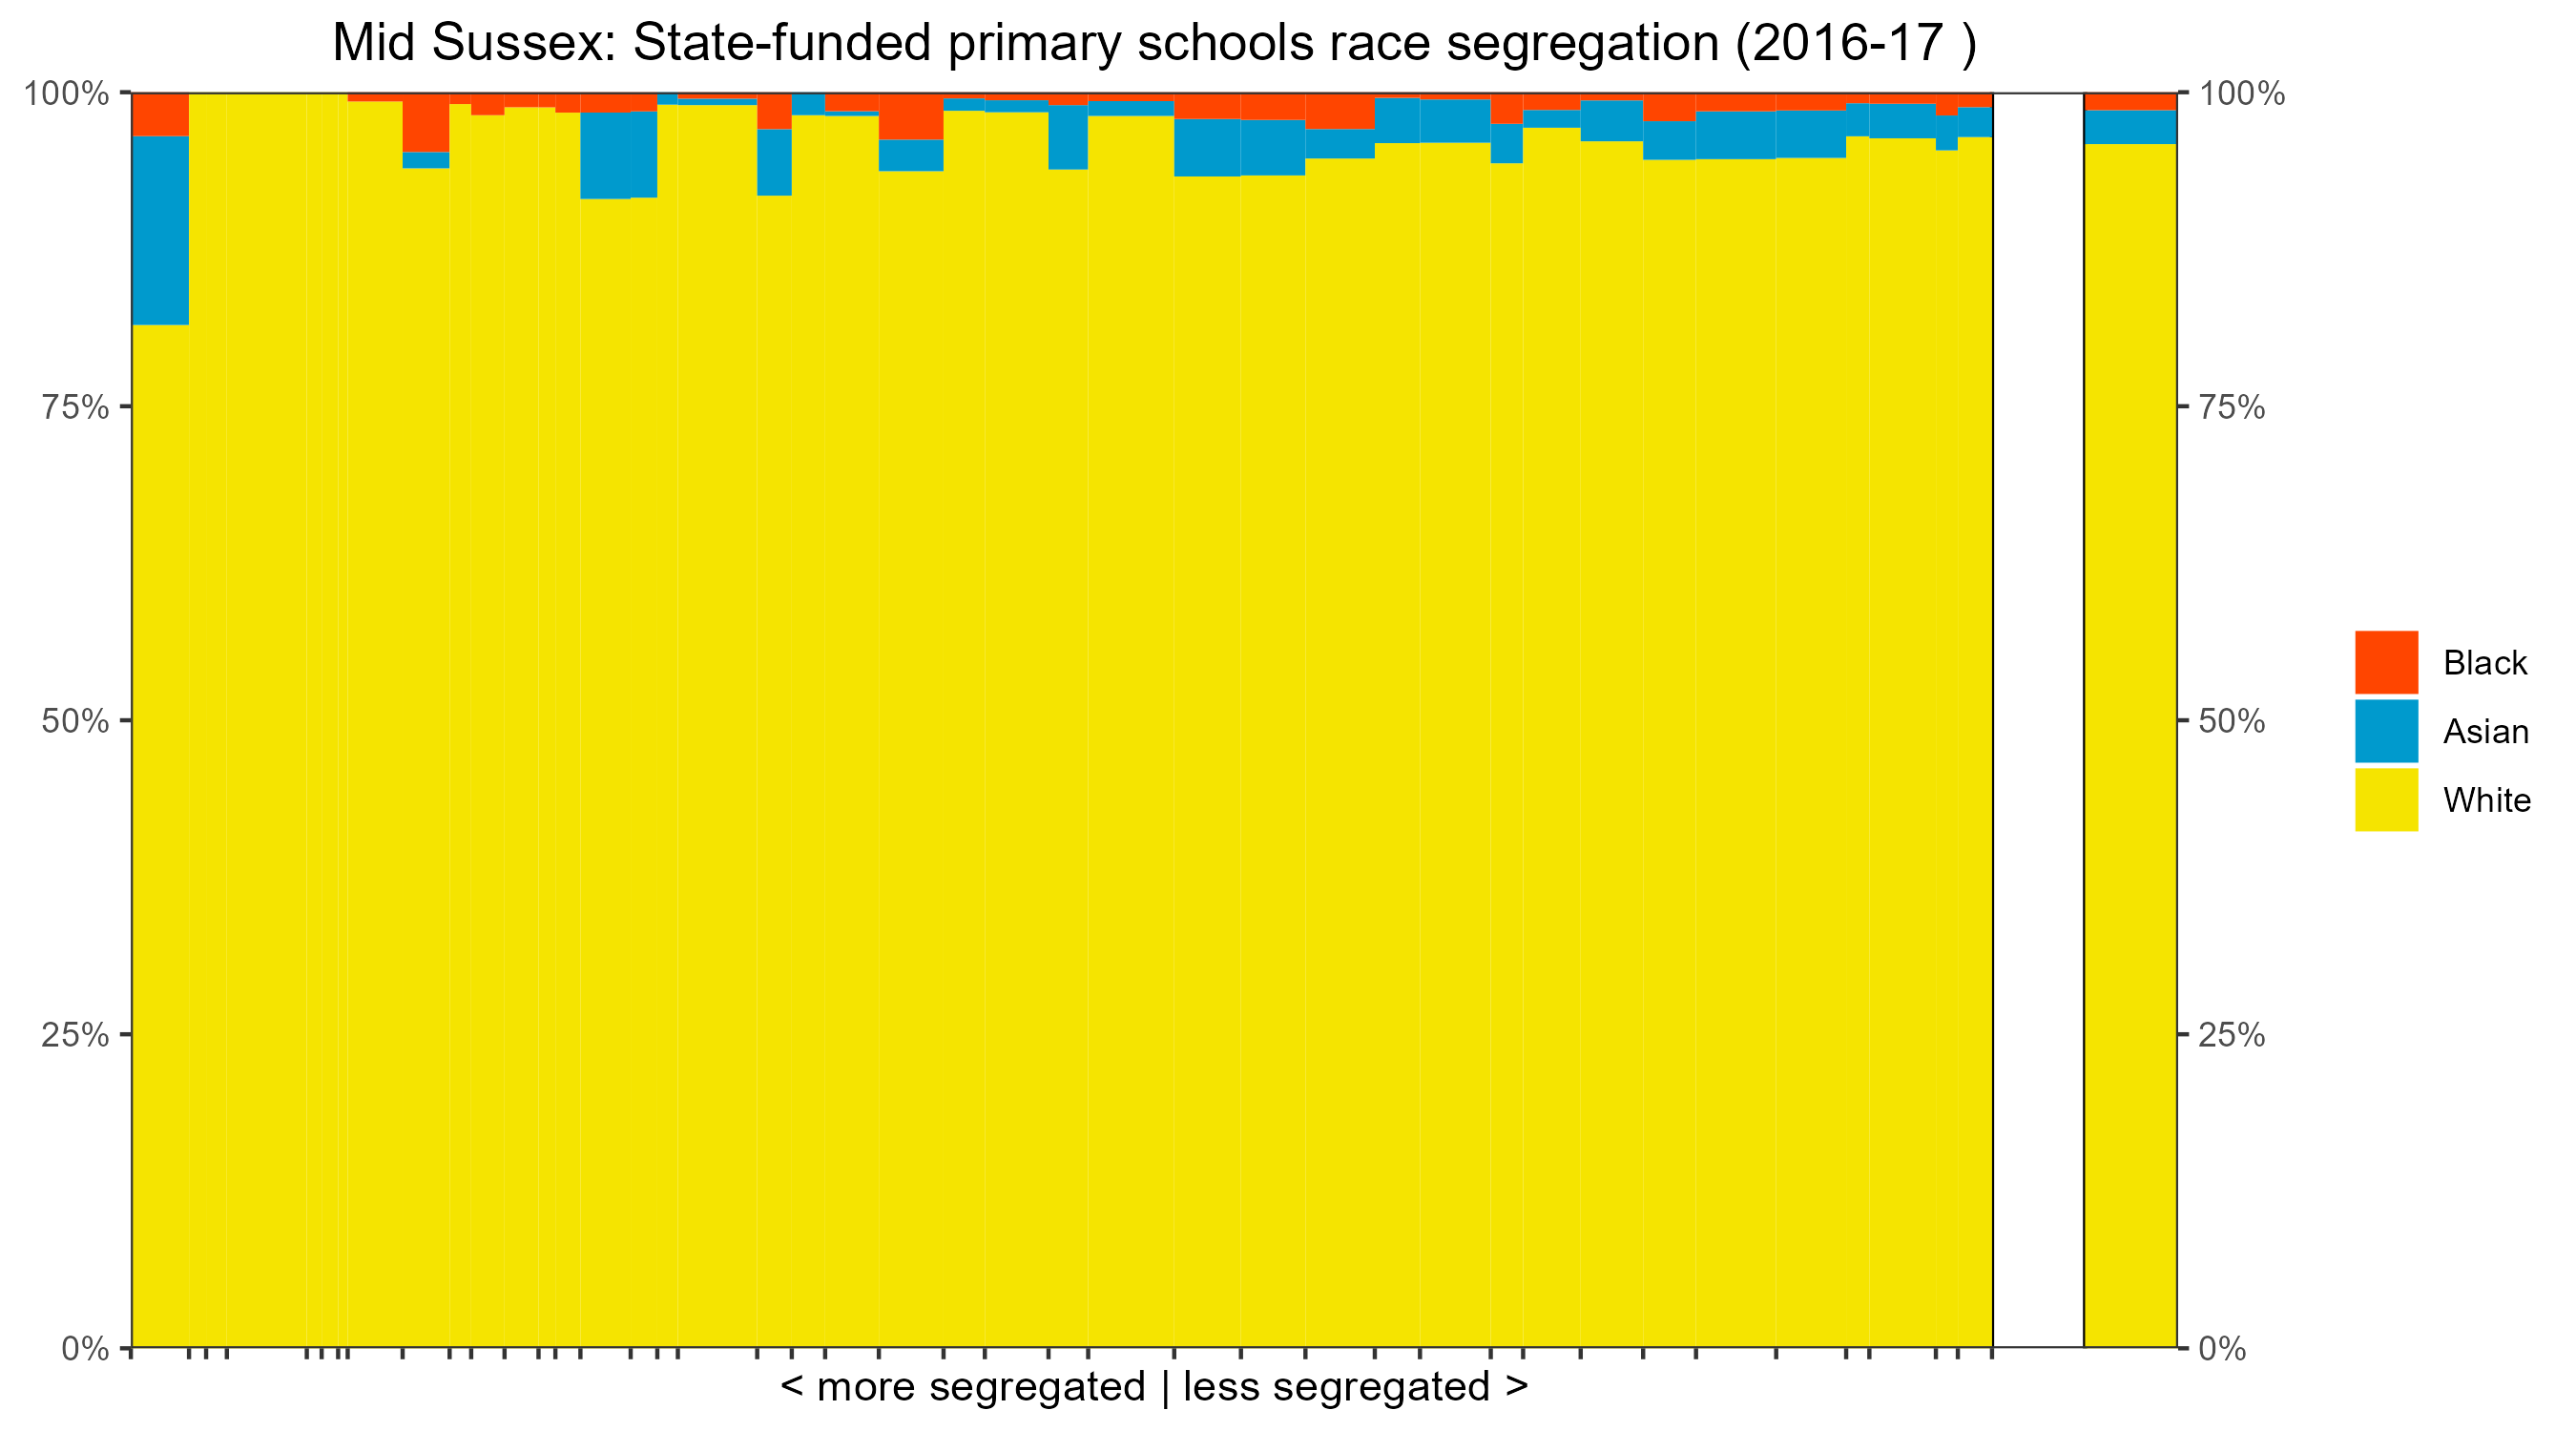 Mid Sussex: State-funded primary schools race segregation (2016-17 )
100%
75%
50%
25%
0%
100%
75%
50%
25%
0%
Black
Asian
White
< more segregated | less segregated >